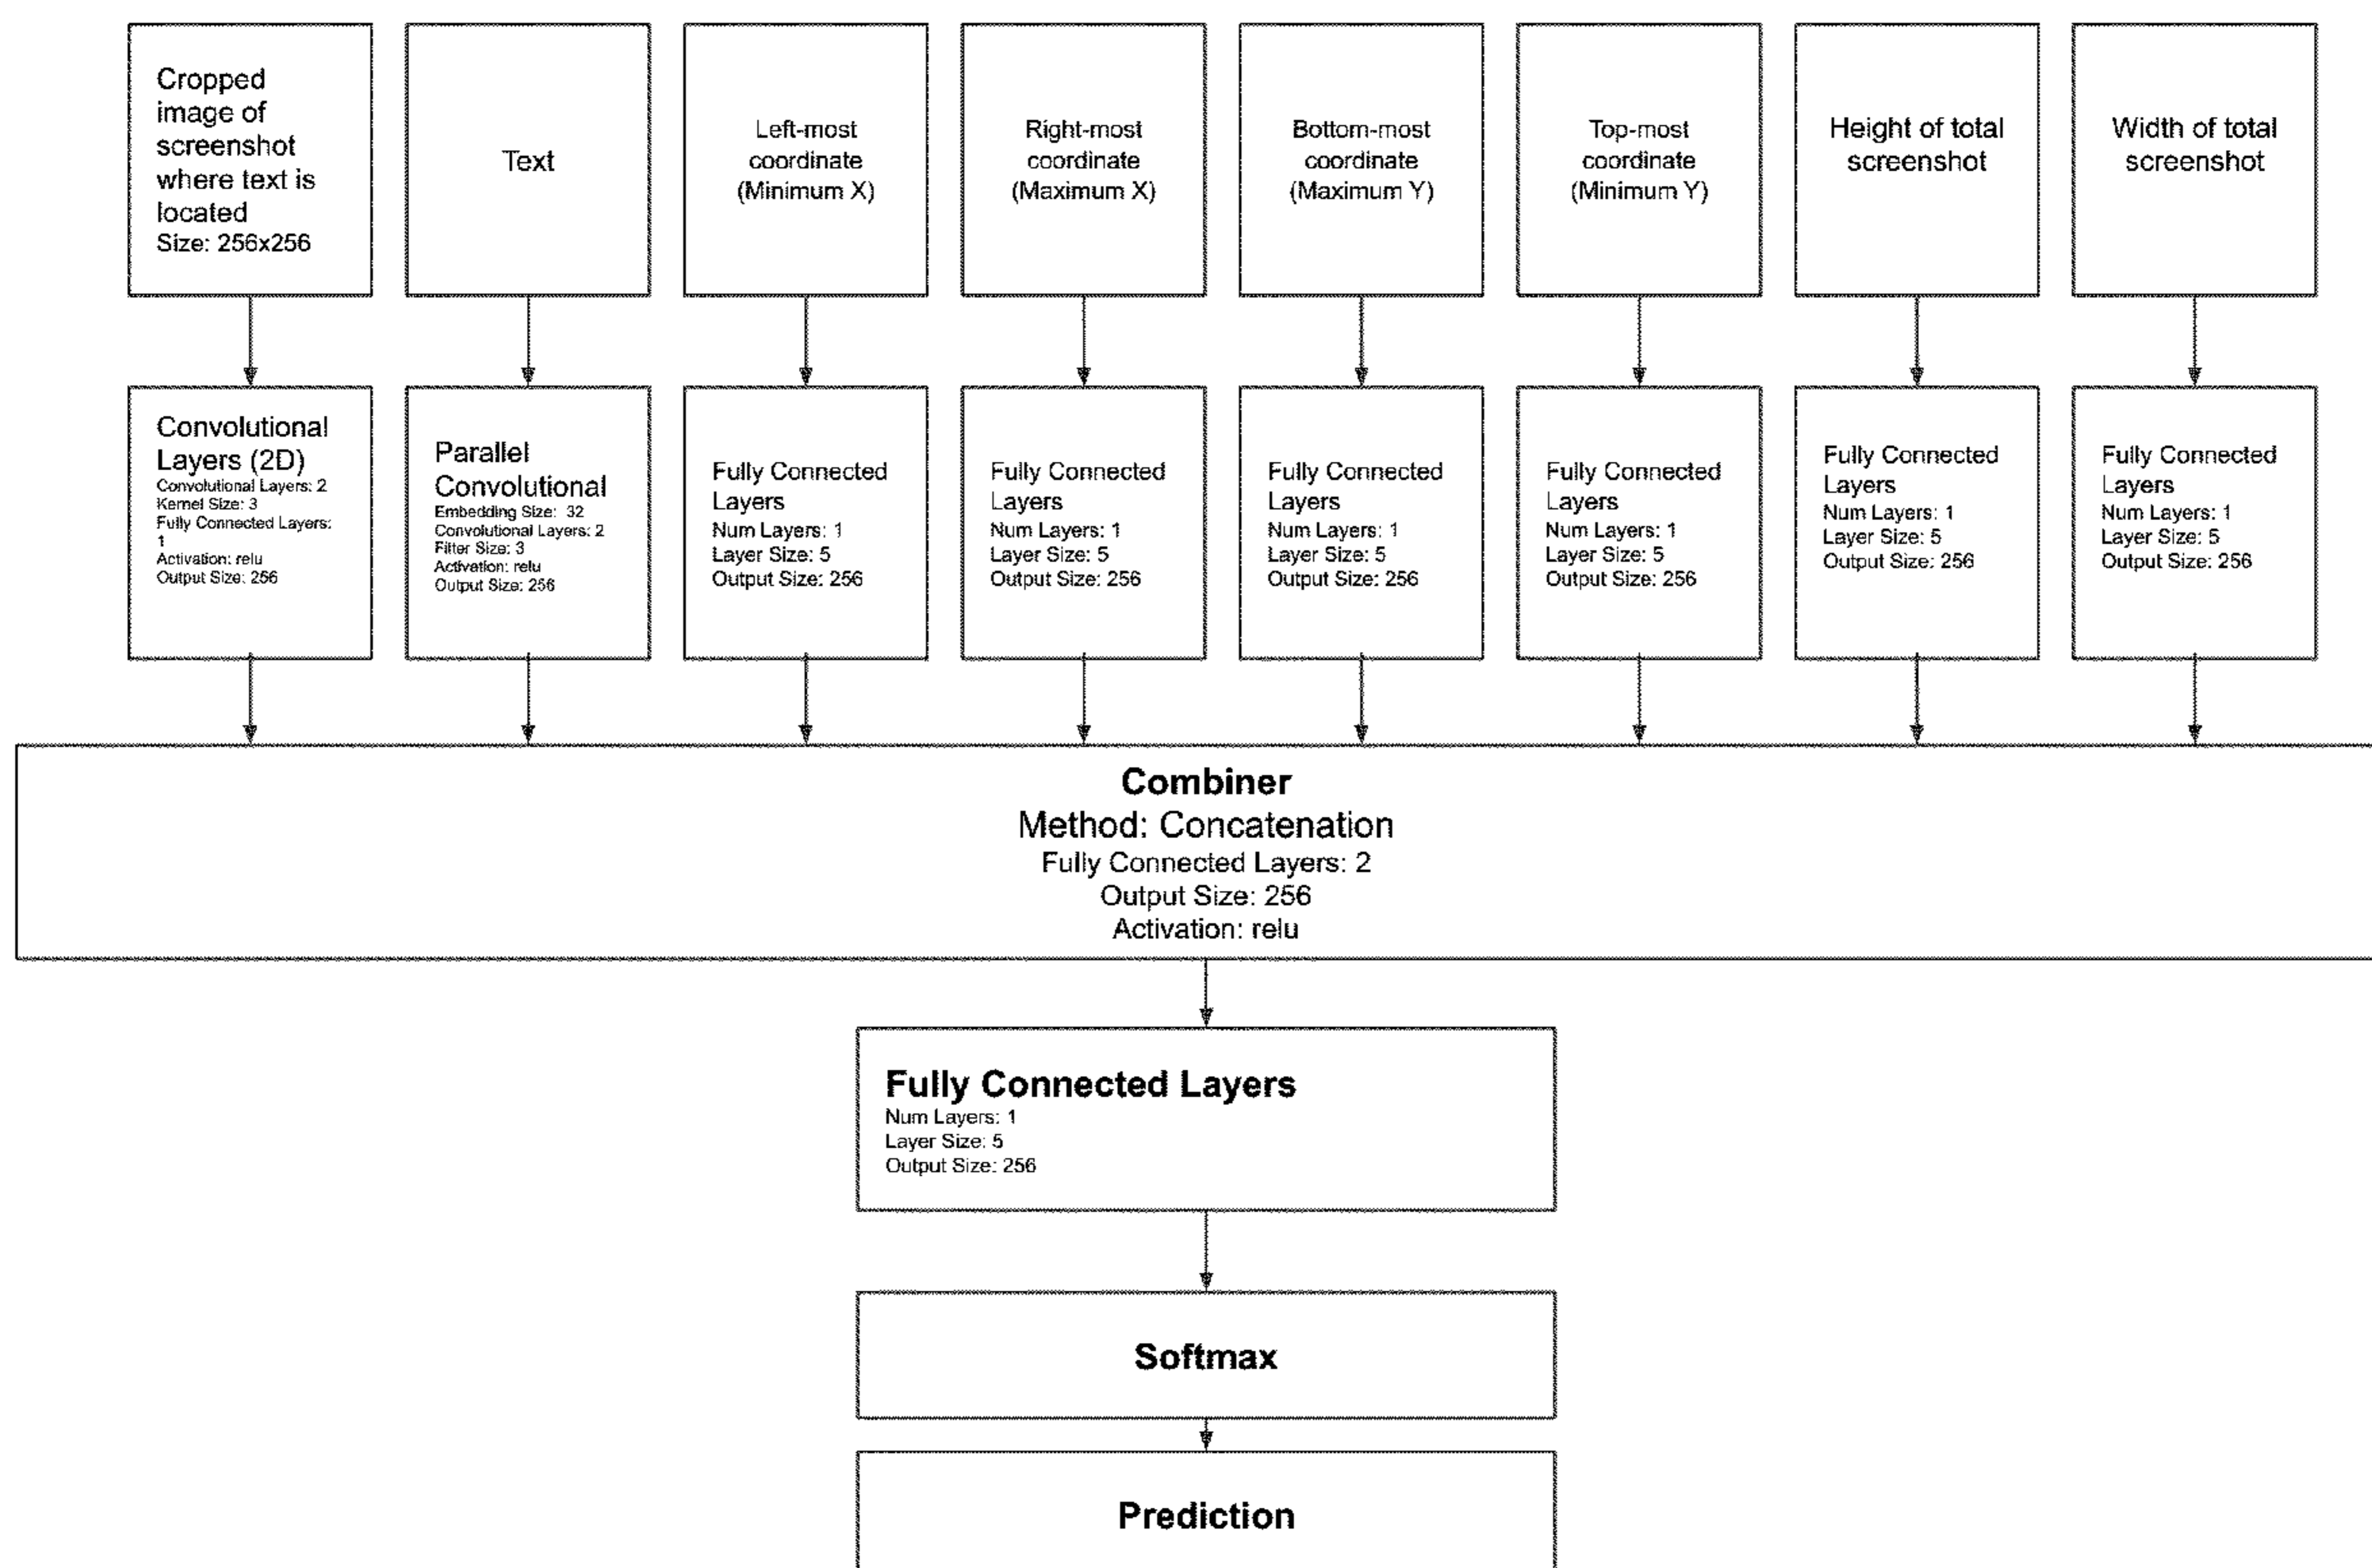 Cropped
image of
screenshot
where text is
located
Size: 256x256
Text
Left-most
coordinate
(Minimum X)
Right-most
coordinate
(Maximum X)
Bottom-most
coordinate
(Maximum Y)
Top-most
coordinate
(Minimum Y)
Height of total
screenshot
Width of total
screenshot
Convolutional
Layers (2D)
Convolutional Layers: 2
Kernel Size: 3
Fully Connected Layers:
1
Activation: relu
Output Size: 256
Parallel
Convolutional
Embedding Size: 32
Convolutional Layers: 2
Filter Size: 3
Activation: relu
Output Size: 256
Fully Connected
Layers
Num Layers: 1
Layer Size: 5
Output Size: 256
Fully Connected
Layers
Num Layers: 1
Layer Size: 5
Output Size: 256
Fully Connected
Layers
Num Layers: 1
Layer Size: 5
Output Size: 256
Fully Connected
Layers
Num Layers: 1
Layer Size: 5
Output Size: 256
Fully Connected
Layers
Num Layers: 1
Layer Size: 5
Output Size: 256
Fully Connected
Layers
Num Layers: 1
Layer Size: 5
Output Size: 256
Combiner
Method: Concatenation
Fully Connected Layers: 2
Output Size: 256
Activation: relu
Fully Connected Layers
Num Layers: 1
Layer Size: 5
Output Size: 256
Softmax
Prediction